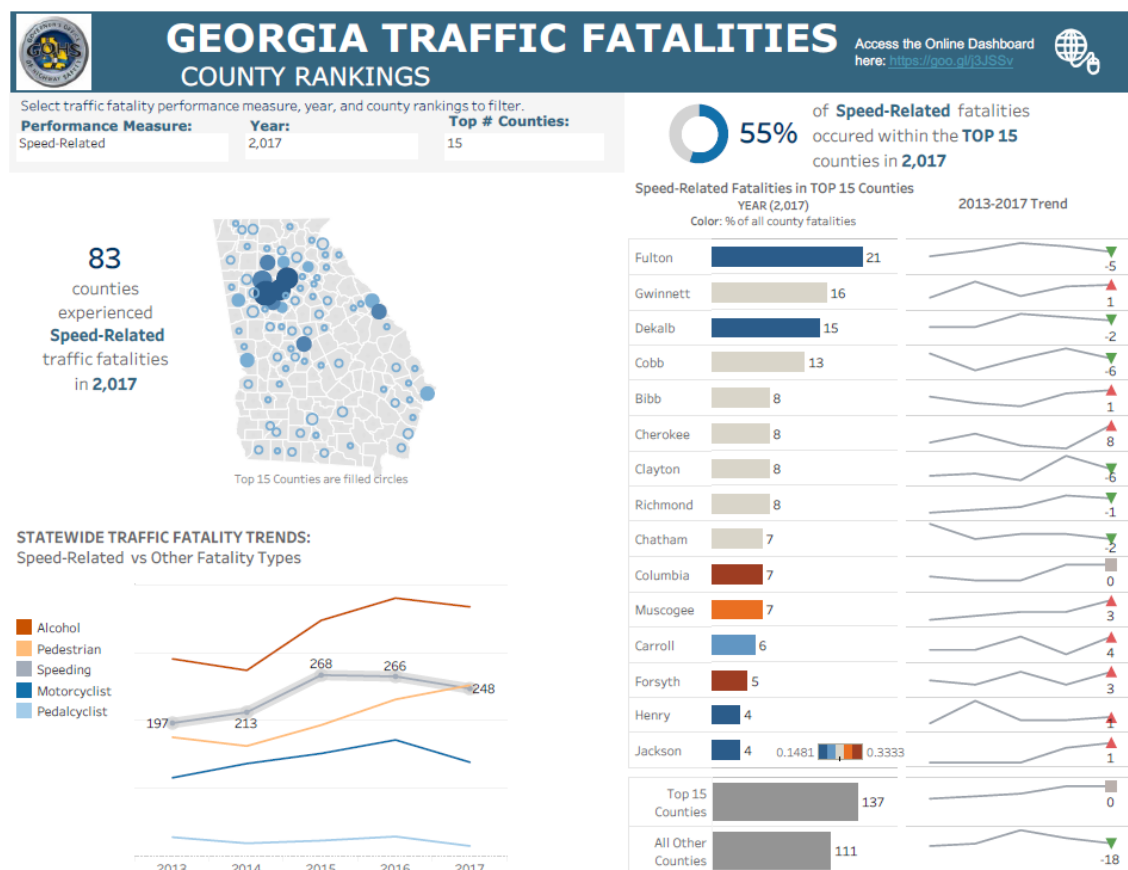 GOVERNOR'S OFFICE
GOHS
OF HIGHWAY SAFETY
GEORGIA TRAFFIC FATALITIES
COUNTY RANKINGS
Access the Online Dashboard
here: https://goo.gl/j3JSSv
Select traffic fatality performance measure, year, and county rankings to filter.
Performance Measure: Year: Top # Counties:
Speed-Related 2,017 15
55%
of Speed-Related fatalities
occured within the TOP 15
counties in 2,017
83
counties
experienced
Speed-Related
traffic fatalities
in 2,017
Top 15 Counties are filled circles
Speed-Related Fatalities in TOP 15 Counties
YEAR (2,017)
Color: % of all county fatalities
2013-2017 Trend
Fulton 21 -5
Gwinnett 16 1
Dekalb 15 -2
Cobb 13 -6
Bibb 8 1
Cherokee 8 8
Clayton 8 -6
Richmond 8 -1
Chatham 7 -2
Columbia 7 0
Muscogee 7 3
Carroll 6 4
Forsyth 5 3
Henry 4 1
Jackson 4 0.1481 0.3333 1
Top 15
Counties 137 0
All Other
Counties 111 -18
STATEWIDE TRAFFIC FATALITY TRENDS:
Speed-Related vs Other Fatality Types
Alcohol
Pedestrian
Speeding
Motorcyclist
Pedalcyclist
197 213 268 266 248
2013 2014 2015 2016 2017